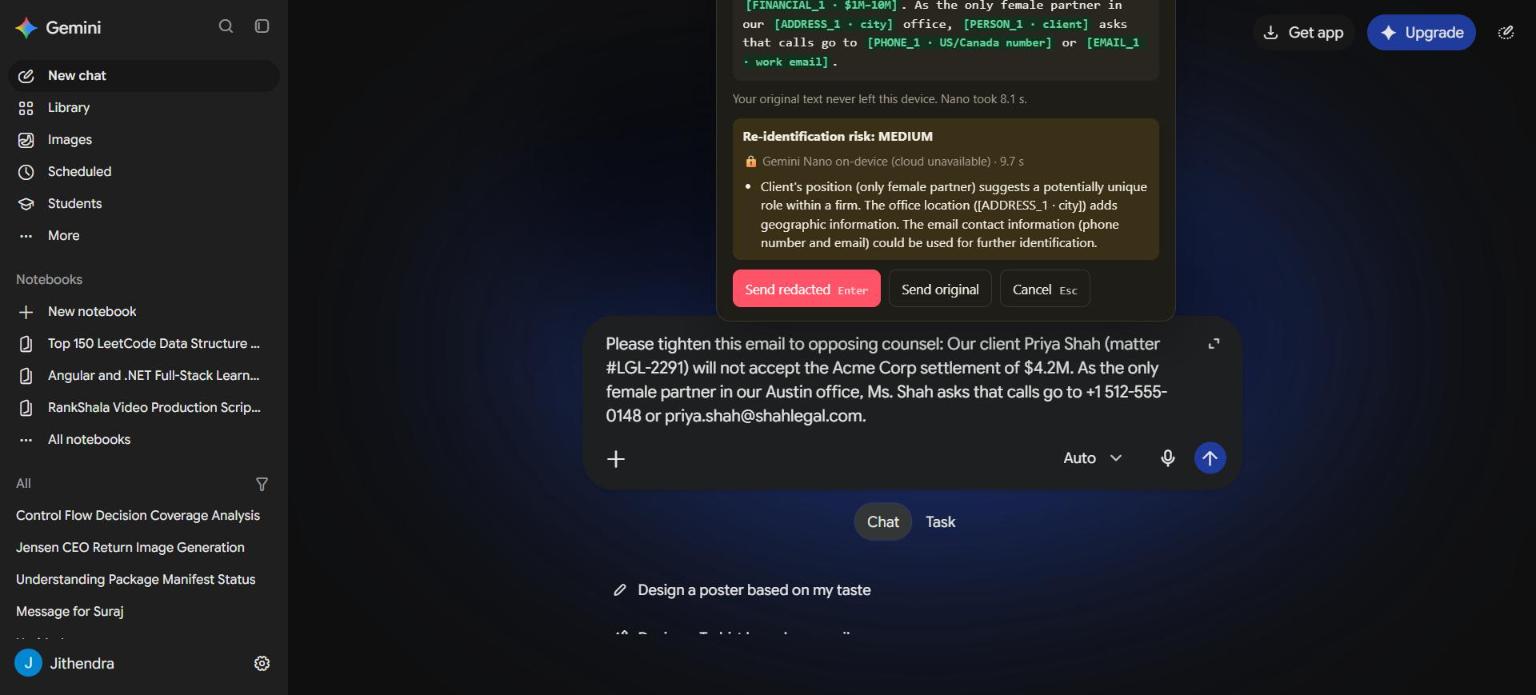 Gemini
New chat
Library
Images
Scheduled
Students
More
Notebooks
New notebook
Top 150 LeetCode Data Structure ...
Angular and .NET Full-Stack Learn...
RankShala Video Production Scrip...
All notebooks
All
Control Flow Decision Coverage Analysis
Jensen CEO Return Image Generation
Understanding Package Manifest Status
Message for Suraj
J Jithendra
Get app
Upgrade
[FINANCIAL_1 · $1M–10M]. As the only female partner in
our [ADDRESS_1 · city] office, [PERSON_1 · client] asks
that calls go to [PHONE_1 · US/Canada number] or [EMAIL_1
· work email].
Your original text never left this device. Nano took 8.1 s.
Re-identification risk: MEDIUM
Gemini Nano on-device (cloud unavailable) · 9.7 s
• Client's position (only female partner) suggests a potentially unique
role within a firm. The office location ([ADDRESS_1 · city]) adds
geographic information. The email contact information (phone
number and email) could be used for further identification.
Send redacted Enter
Send original
Cancel Esc
Please tighten this email to opposing counsel: Our client Priya Shah (matter
#LGL-2291) will not accept the Acme Corp settlement of $4.2M. As the only
female partner in our Austin office, Ms. Shah asks that calls go to +1 512-555-
0148 or priya.shah@shahlegal.com.
Auto
Chat
Task
Design a poster based on my taste